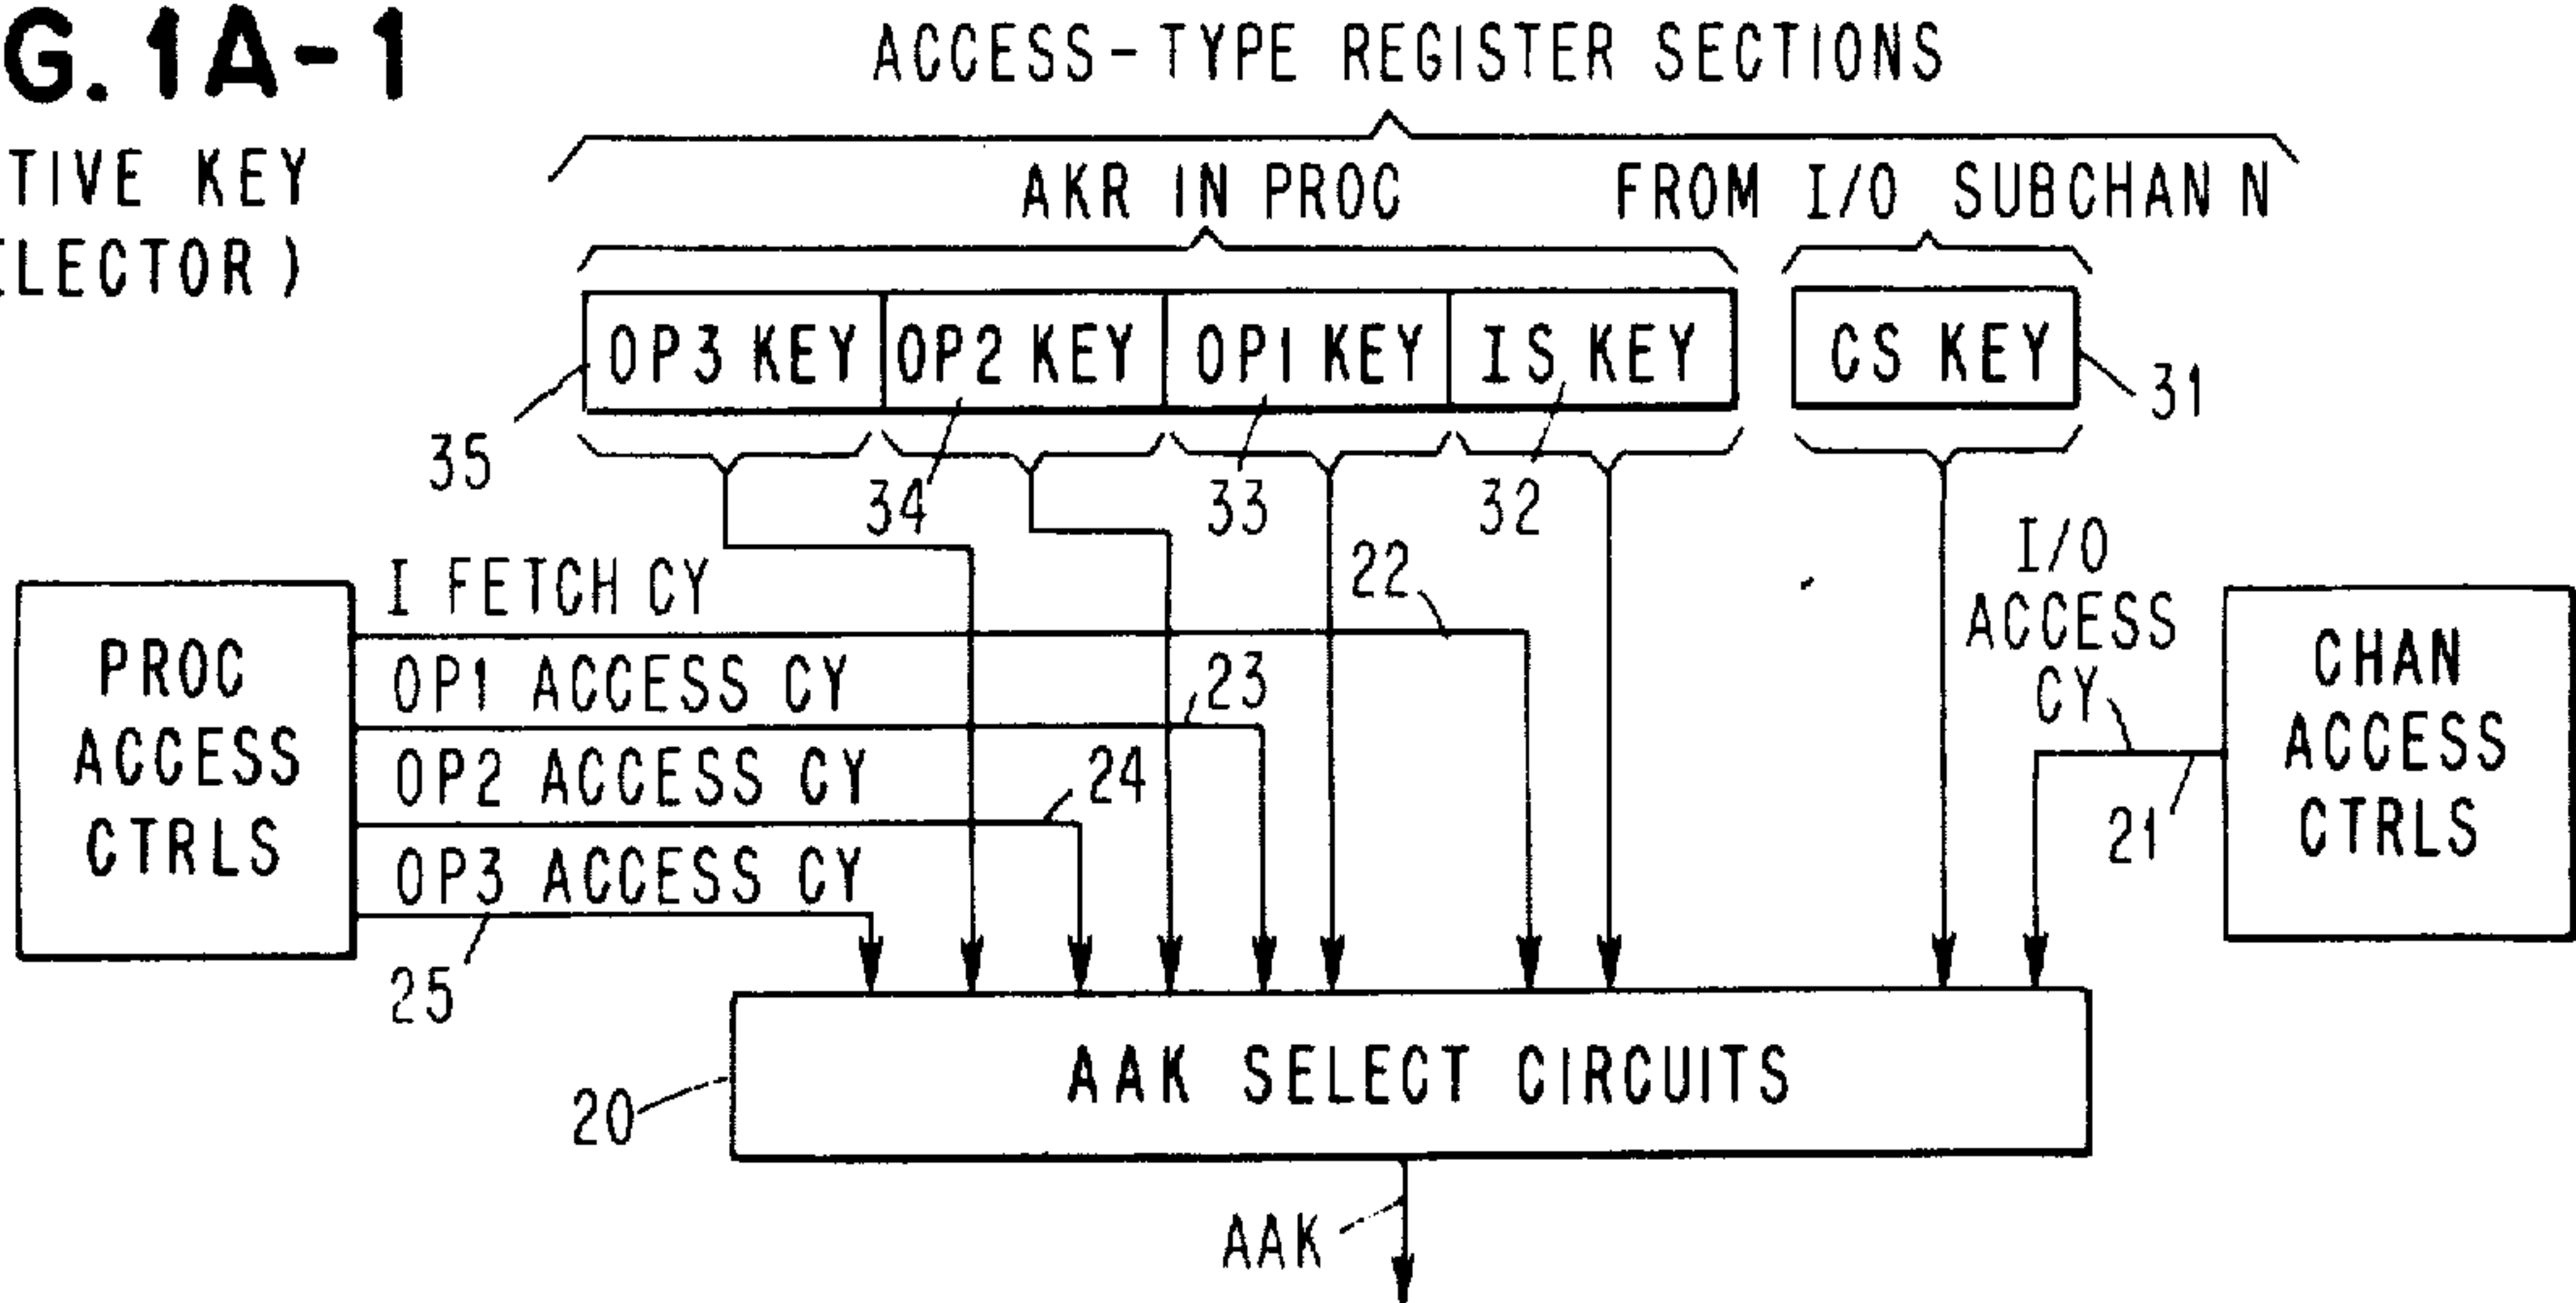 G. 1A-1
TIVE KEY
ELECTOR)
ACCESS-TYPE REGISTER SECTIONS
AKR IN PROC
FROM I/O SUBCHAN N
OP3 KEY
OP2 KEY
OP1 KEY
IS KEY
CS KEY
35
34
33
32
31
I FETCH CY
22
OP1 ACCESS CY
23
OP2 ACCESS CY
24
OP3 ACCESS CY
25
PROC
ACCESS
CTRLS
I/O
ACCESS
CY
21
CHAN
ACCESS
CTRLS
20
AAK SELECT CIRCUITS
AAK